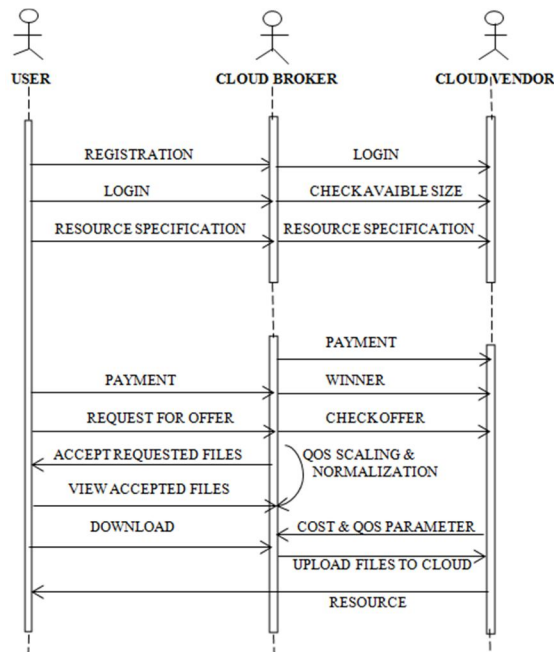 USER
CLOUD BROKER
CLOUD VENDOR
REGISTRATION
LOGIN
LOGIN
CHECK AVAIBLE SIZE
RESOURCE SPECIFICATION
RESOURCE SPECIFICATION
PAYMENT
PAYMENT
WINNER
REQUEST FOR OFFER
CHECK OFFER
ACCEPT REQUESTED FILES
QOS SCALING &
NORMALIZATION
VIEW ACCEPTED FILES
DOWNLOAD
COST & QOS PARAMETER
UPLOAD FILES TO CLOUD
RESOURCE